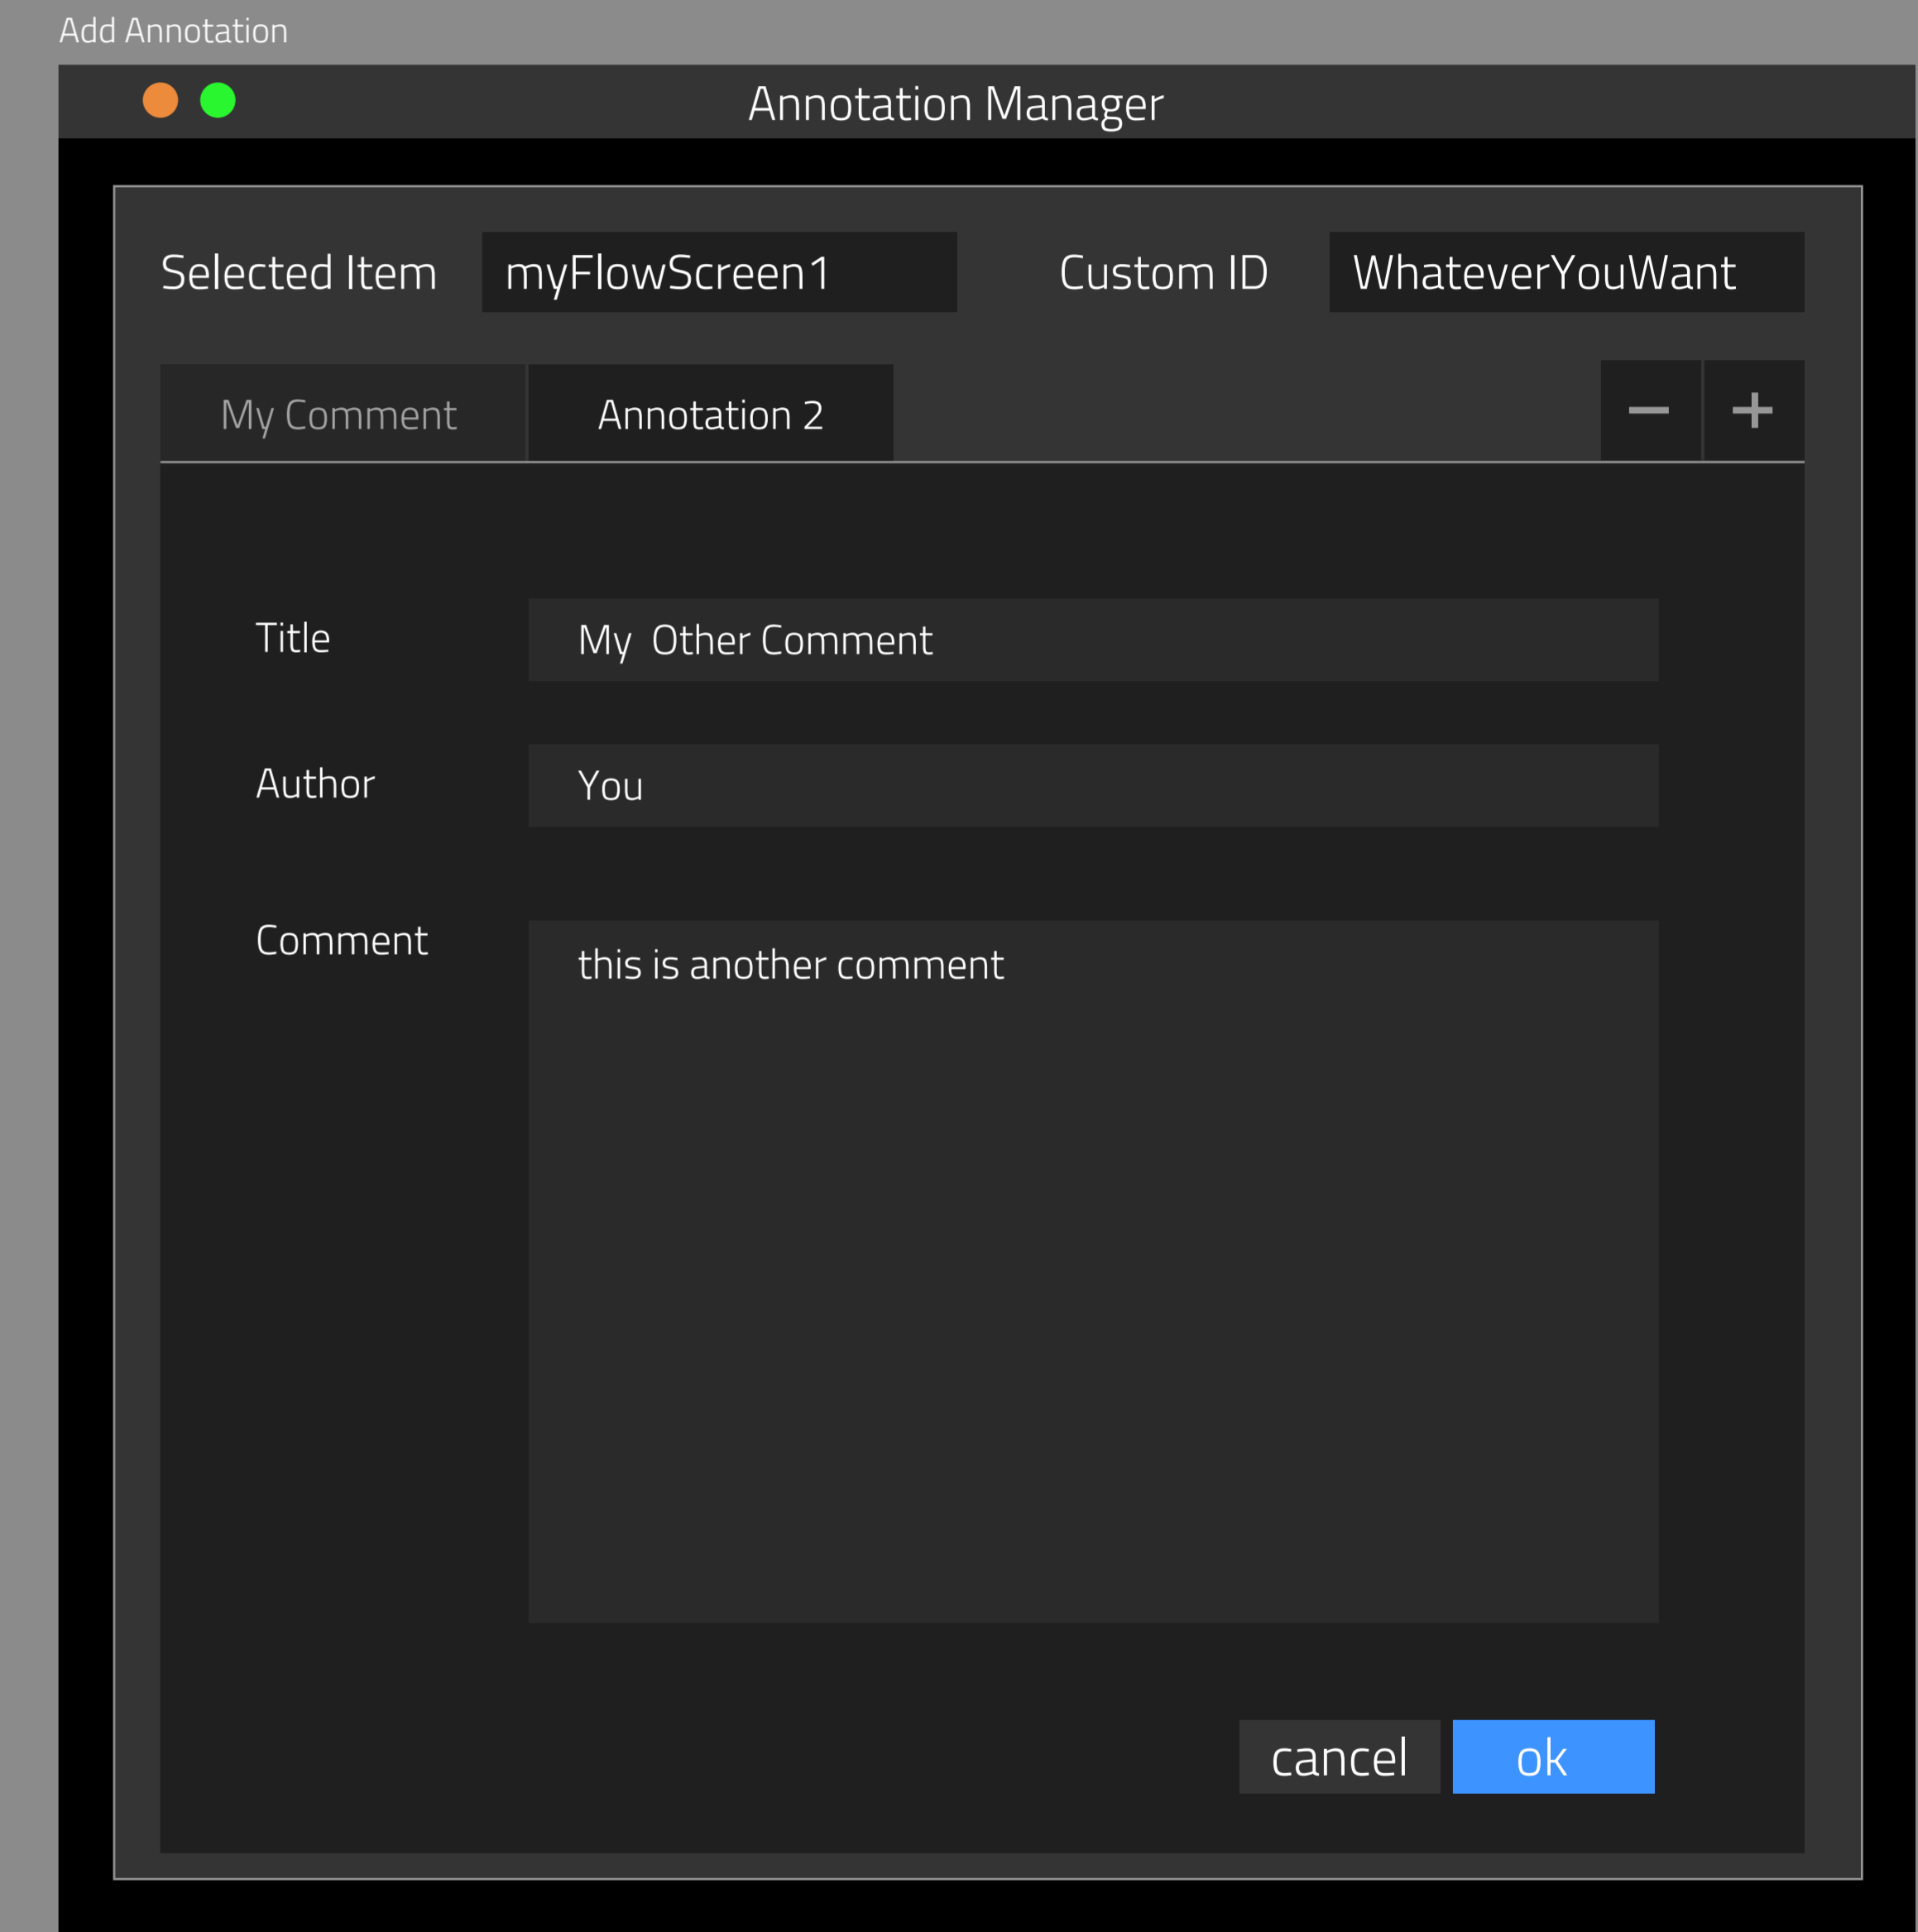 Add Annotation
Annotation Manager
Selected Item myFlowScreen1 Custom ID WhateverYouWant
My Comment Annotation 2
Title My Other Comment
Author You
Comment this is another comment
cancel ok